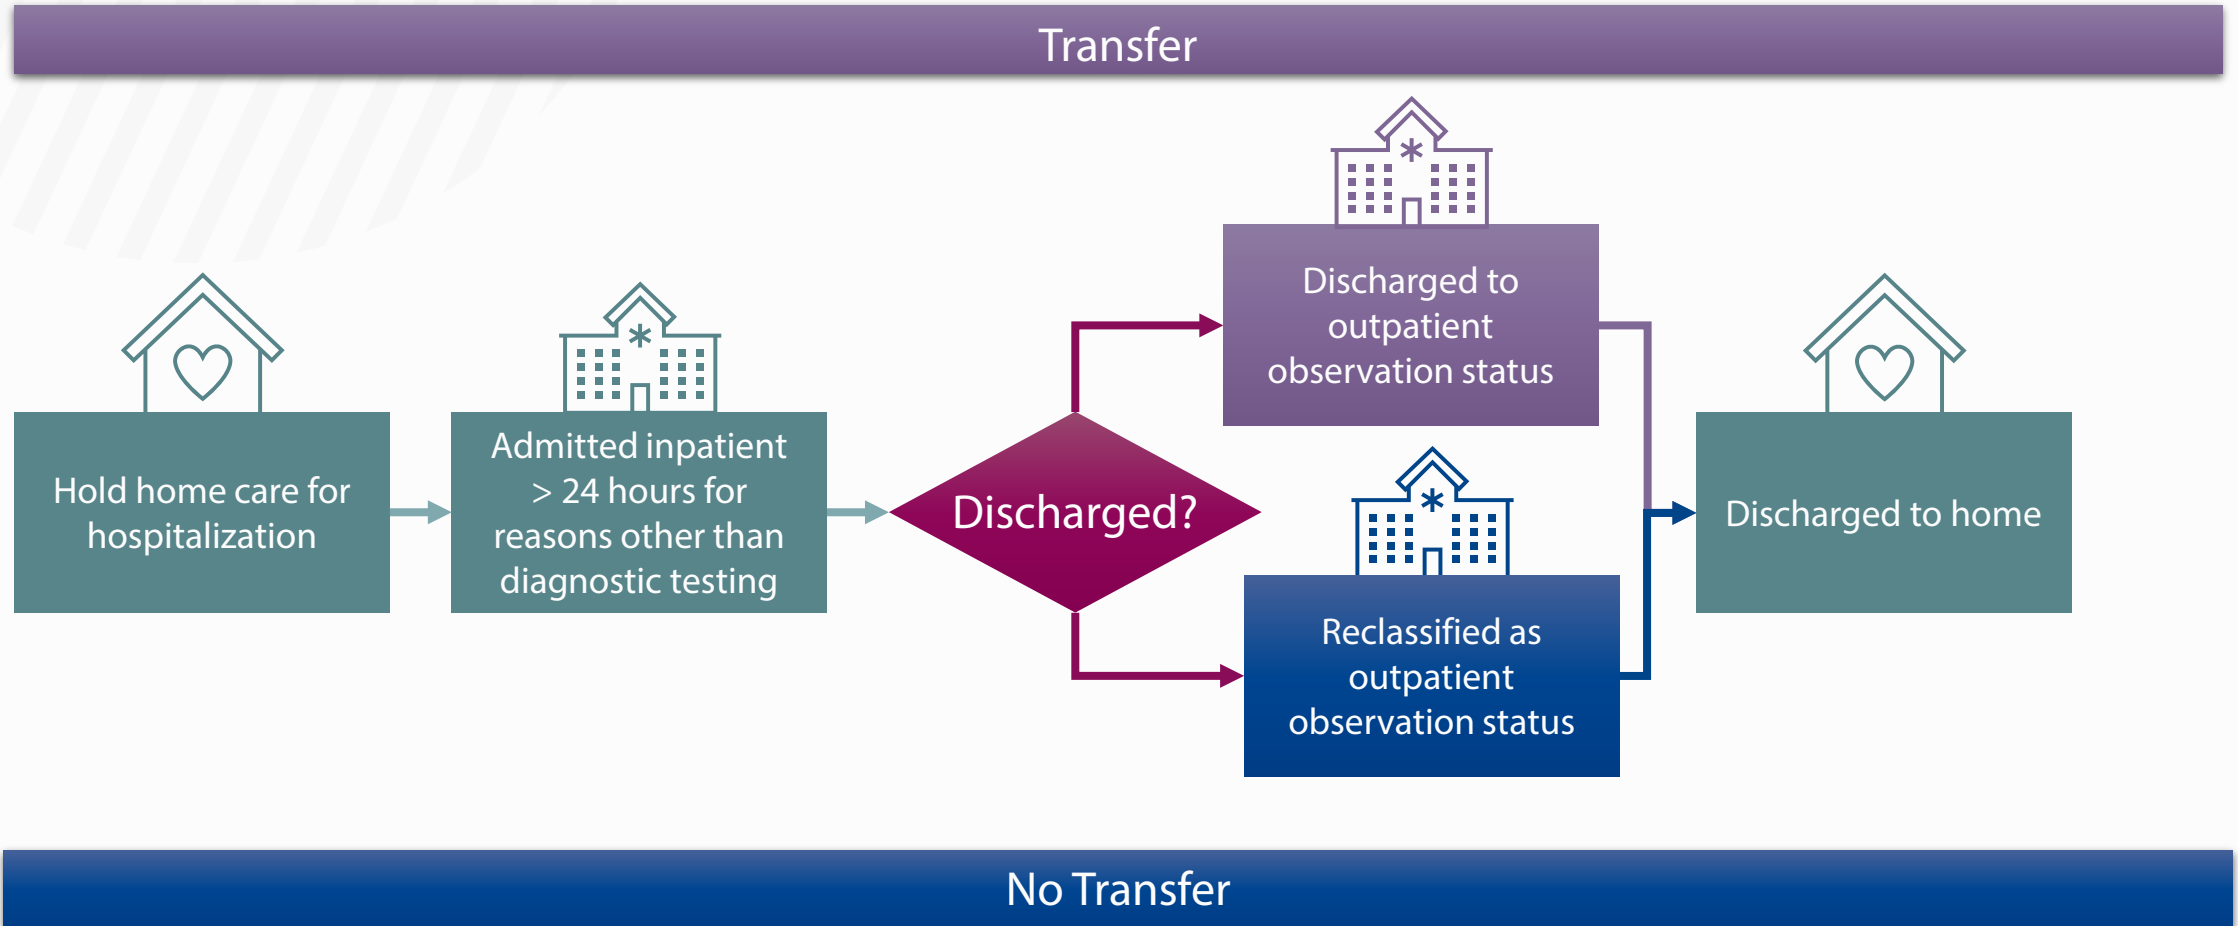 Transfer
Hold home care for
hospitalization
Admitted inpatient
> 24 hours for
reasons other than
diagnostic testing
Discharged?
Discharged to
outpatient
observation status
Reclassified as
outpatient
observation status
Discharged to home
No Transfer